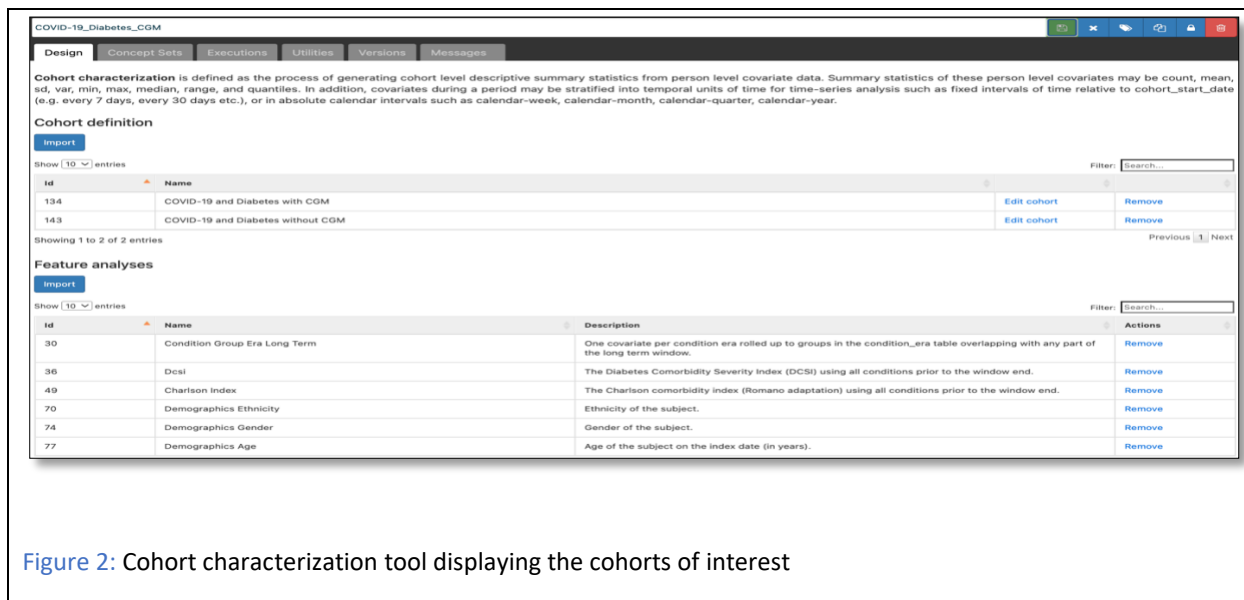 COVID-19_Diabetes_CGM
Design Concept Sets Executions Utilities Versions Messages
Cohort characterization is defined as the process of generating cohort level descriptive summary statistics from person level covariate data. Summary statistics of these person level covariates may be count, mean,
sd, var, min, max, median, range, and quantiles. In addition, covariates during a period may be stratified into temporal units of time for time-series analysis such as fixed intervals of time relative to cohort_start_date
(e.g. every 7 days, every 30 days etc.), or in absolute calendar intervals such as calendar-week, calendar-month, calendar-quarter, calendar-year.
Cohort definition
Import
Show 10 entries Filter: Search...
Id Name
134 COVID-19 and Diabetes with CGM Edit cohort Remove
143 COVID-19 and Diabetes without CGM Edit cohort Remove
Showing 1 to 2 of 2 entries Previous 1 Next
Feature analyses
Import
Show 10 entries Filter: Search...
Id Name Description Actions
30 Condition Group Era Long Term One covariate per condition era rolled up to groups in the condition_era table overlapping with any part of Remove
the long term window.
36 Dcsi The Diabetes Comorbidity Severity Index (DCSI) using all conditions prior to the window end. Remove
49 Charlson Index The Charlson comorbidity index (Romano adaptation) using all conditions prior to the window end. Remove
70 Demographics Ethnicity Ethnicity of the subject. Remove
74 Demographics Gender Gender of the subject. Remove
77 Demographics Age Age of the subject on the index date (in years). Remove
Figure 2: Cohort characterization tool displaying the cohorts of interest